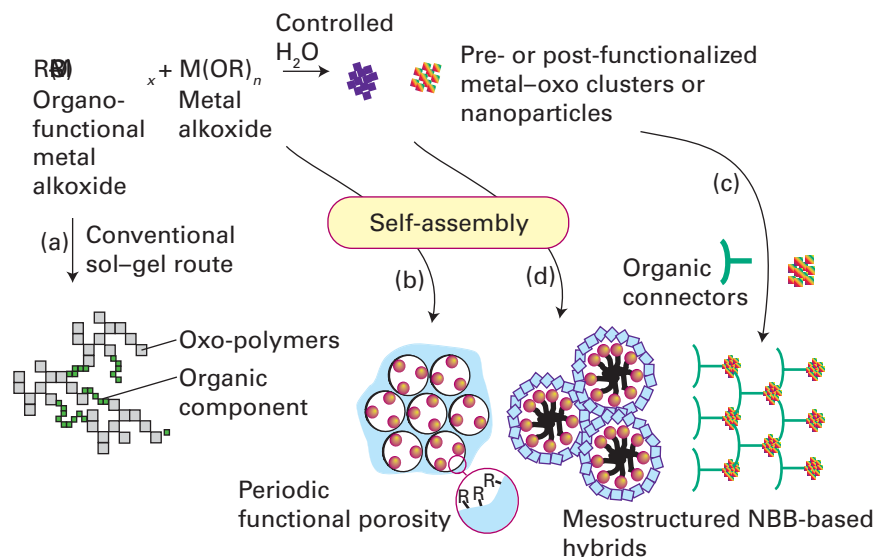 Controlled
H₂O
+ M(OR)ₙ
x
Organo-
functional
metal
alkoxide
Metal
alkoxide
Pre- or post-functionalized
metal–oxo clusters or
nanoparticles
(c)
Self-assembly
(a)
Conventional
sol–gel route
(b)
(d)
Organic
connectors
Oxo-polymers
Organic
component
Periodic
functional porosity
R
R
R
Mesostructured NBB-based
hybrids